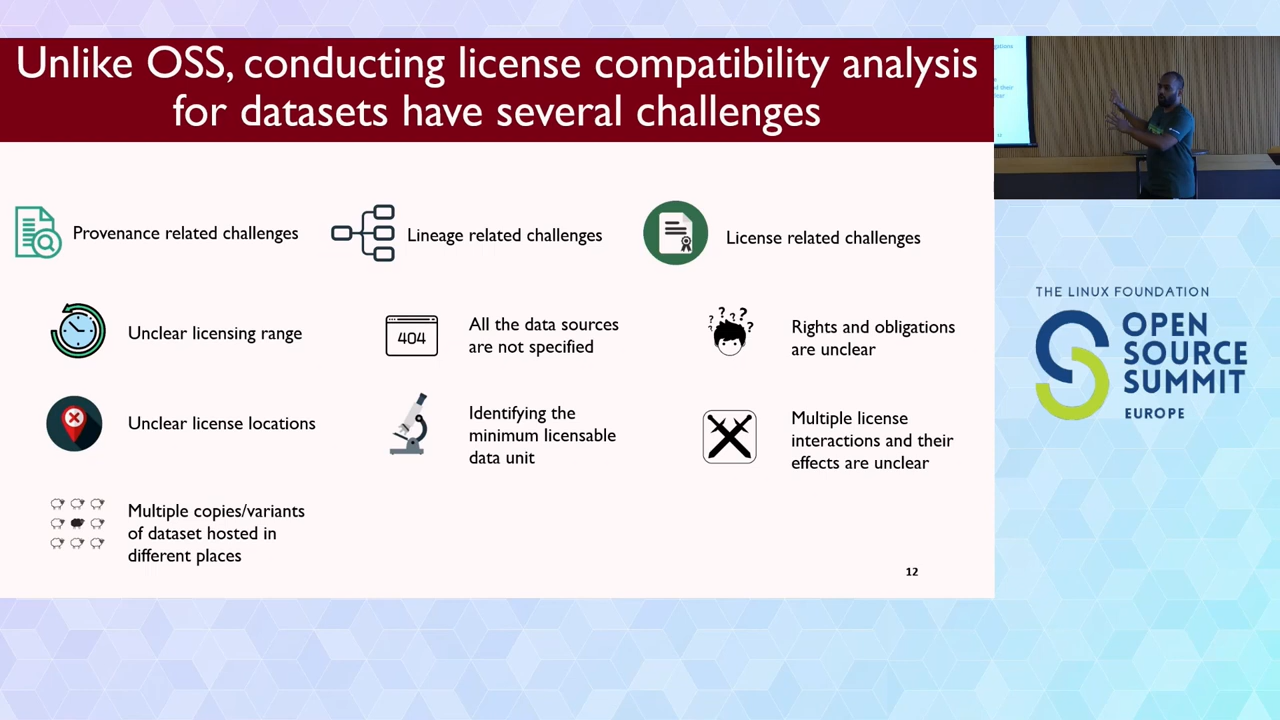 Unlike OSS, conducting license compatibility analysis
for datasets have several challenges
Provenance related challenges
Lineage related challenges
License related challenges
Unclear licensing range
404
All the data sources
are not specified
? ? ? ?
? ?
Rights and obligations
are unclear
Unclear license locations
Identifying the
minimum licensable
data unit
Multiple license
interactions and their
effects are unclear
Multiple copies/variants
of dataset hosted in
different places
12
THE LINUX FOUNDATION
OPEN
SOURCE
SUMMIT
EUROPE